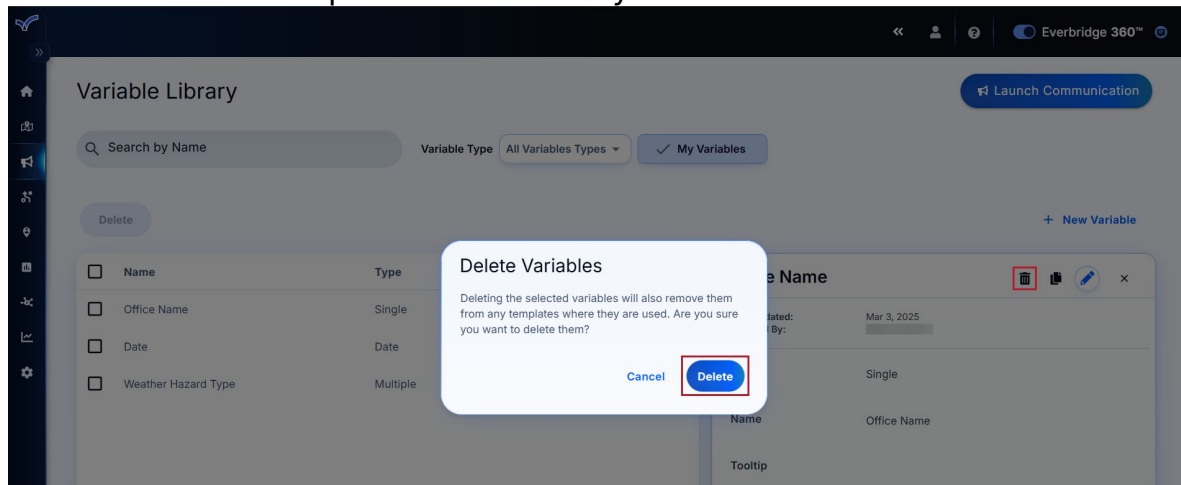 Everbridge 360™
Variable Library
Launch Communication
Search by Name
Variable Type
All Variables Types
My Variables
Delete
+ New Variable
Name
Type
Office Name
Single
Date
Date
Weather Hazard Type
Multiple
Delete Variables
Deleting the selected variables will also remove them
from any templates where they are used. Are you sure
you want to delete them?
Cancel
Delete
Name
Mar 3, 2025
By:
Single
Name
Office Name
Tooltip